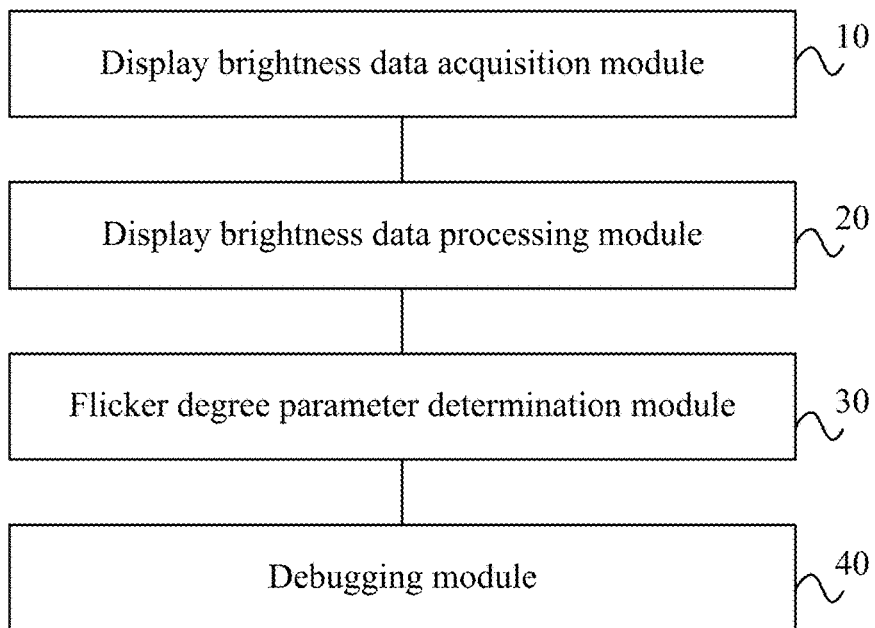 Display brightness data acquisition module
10
Display brightness data processing module
20
Flicker degree parameter determination module
30
Debugging module
40